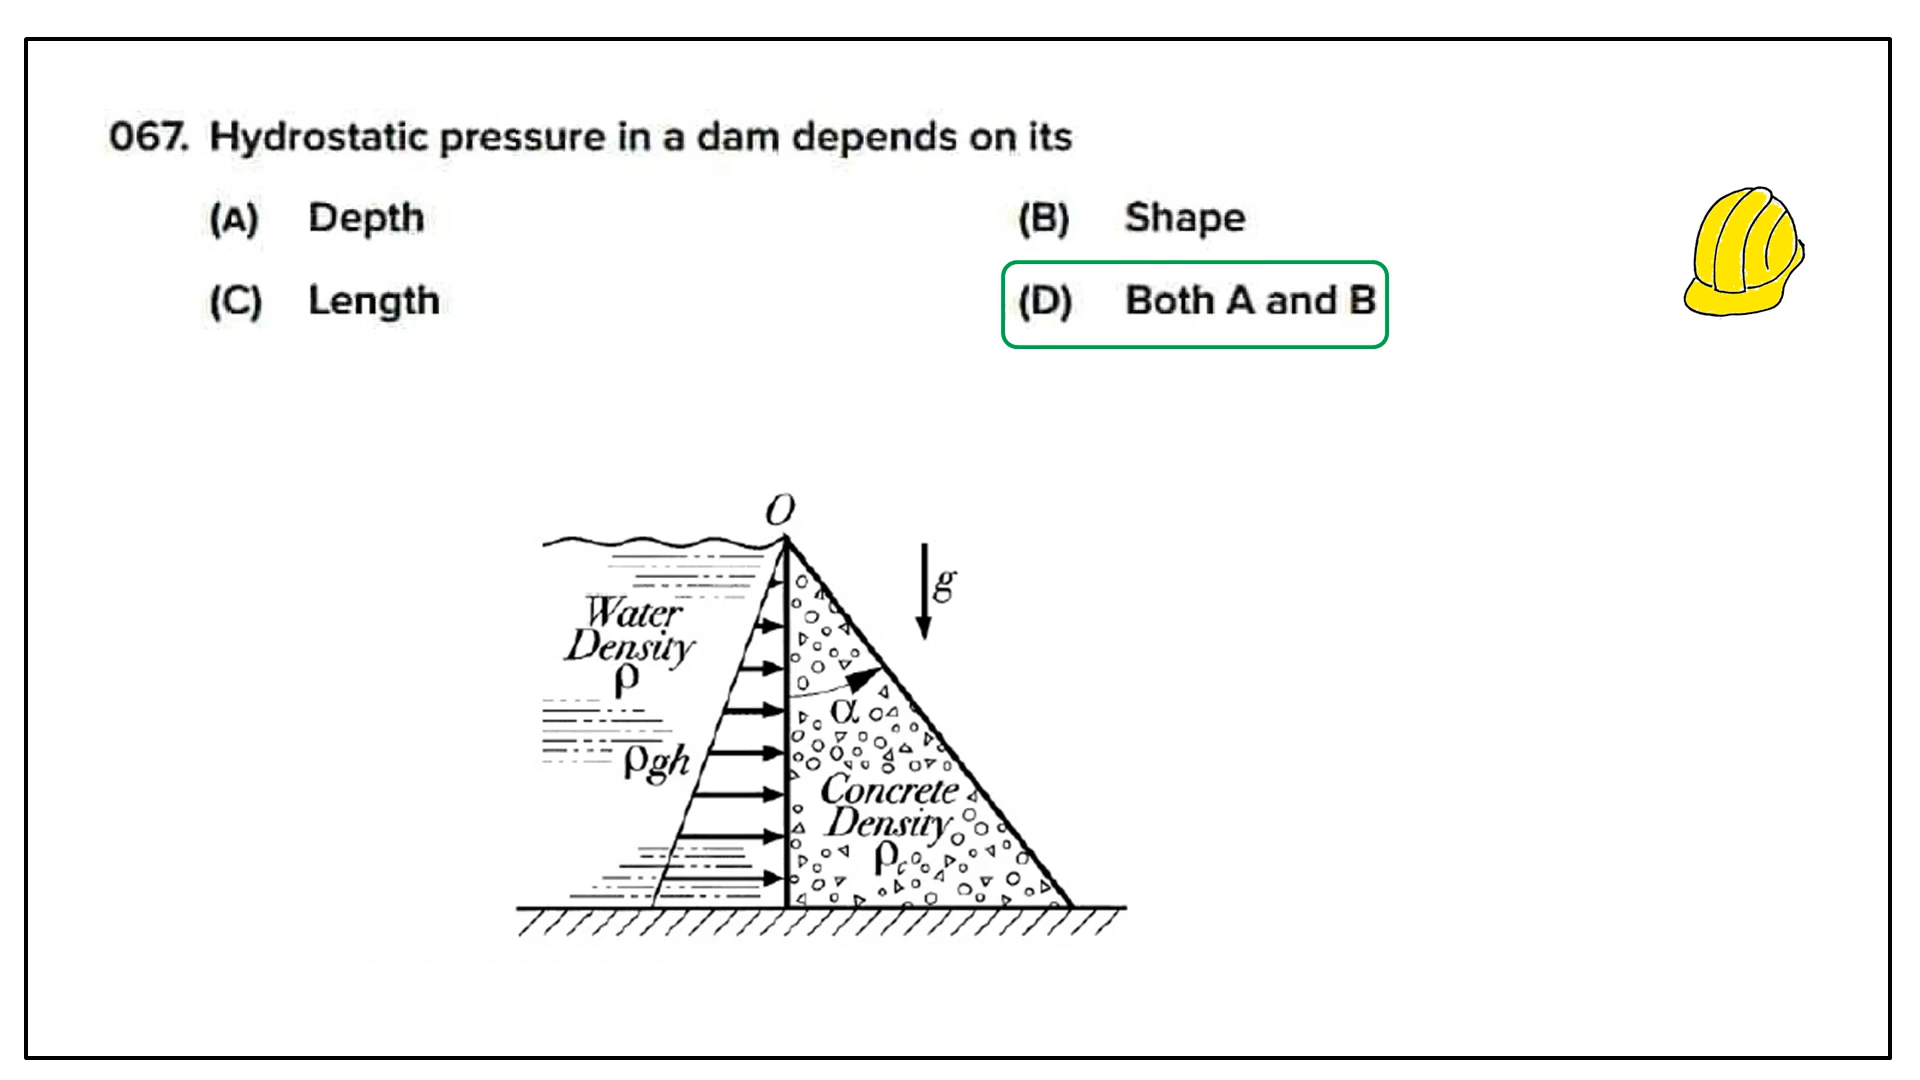 067. Hydrostatic pressure in a dam depends on its
(A) Depth (B) Shape
(C) Length (D) Both A and B
O
g
Water
Density
ρ
α
ρgh
Concrete
Density
ρc